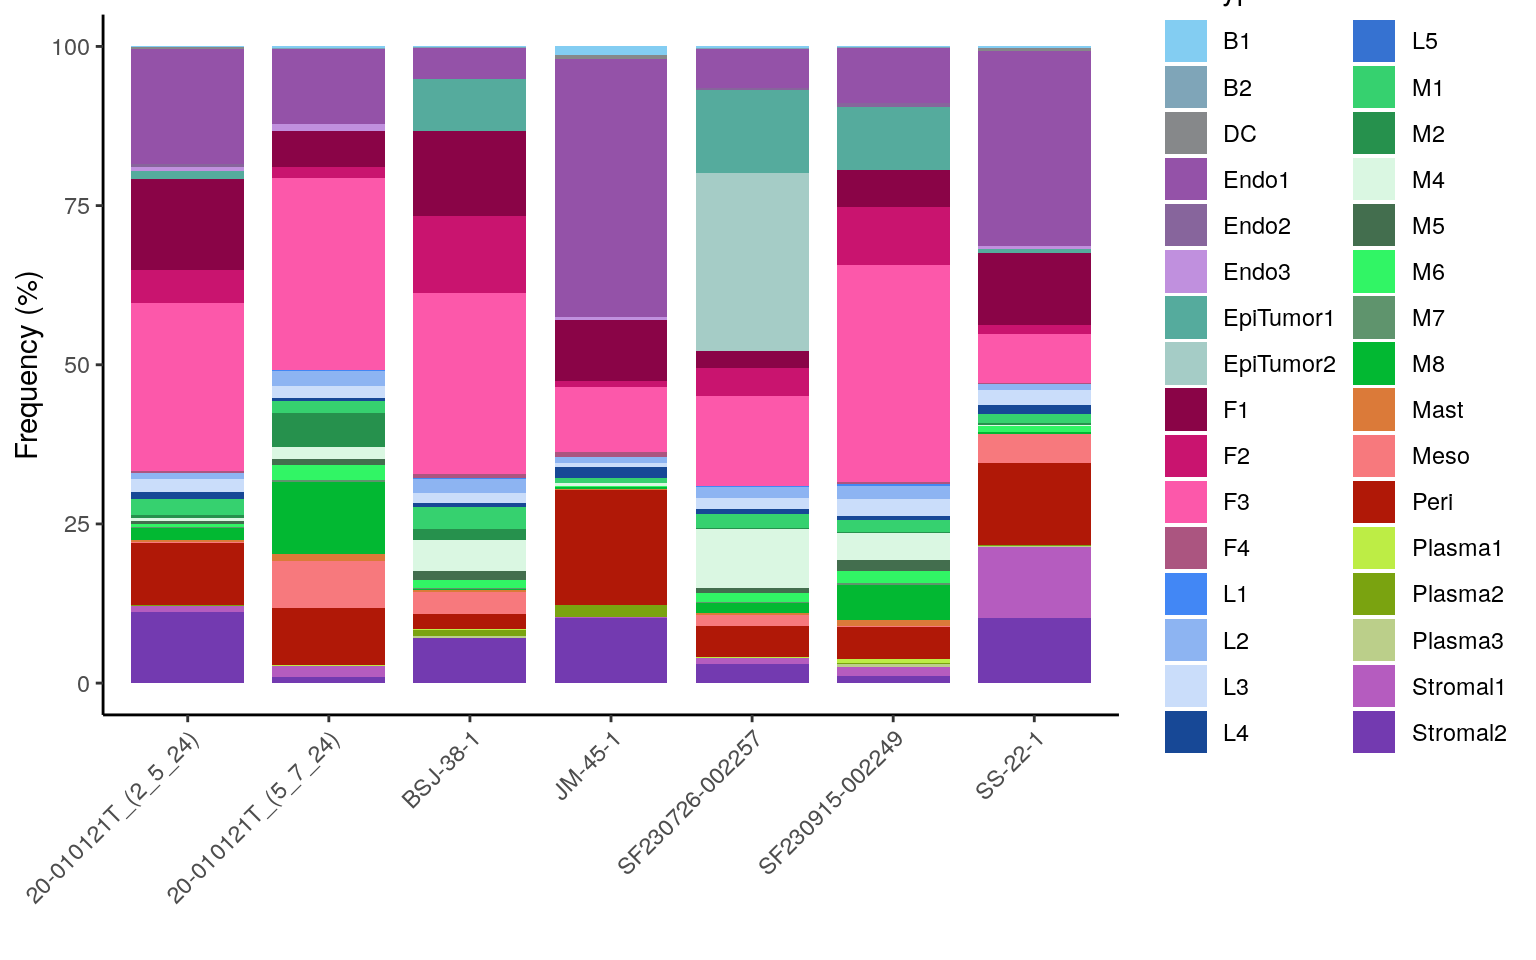 Frequency (%)
100
75
50
25
0
20-010121T_(2_5_24)
20-010121T_(5_7_24)
BSJ-38-1
JM-45-1
SF230726-002257
SF230915-002249
SS-22-1
B1
B2
DC
Endo1
Endo2
Endo3
EpiTumor1
EpiTumor2
F1
F2
F3
F4
L1
L2
L3
L4
L5
M1
M2
M4
M5
M6
M7
M8
Mast
Meso
Peri
Plasma1
Plasma2
Plasma3
Stromal1
Stromal2